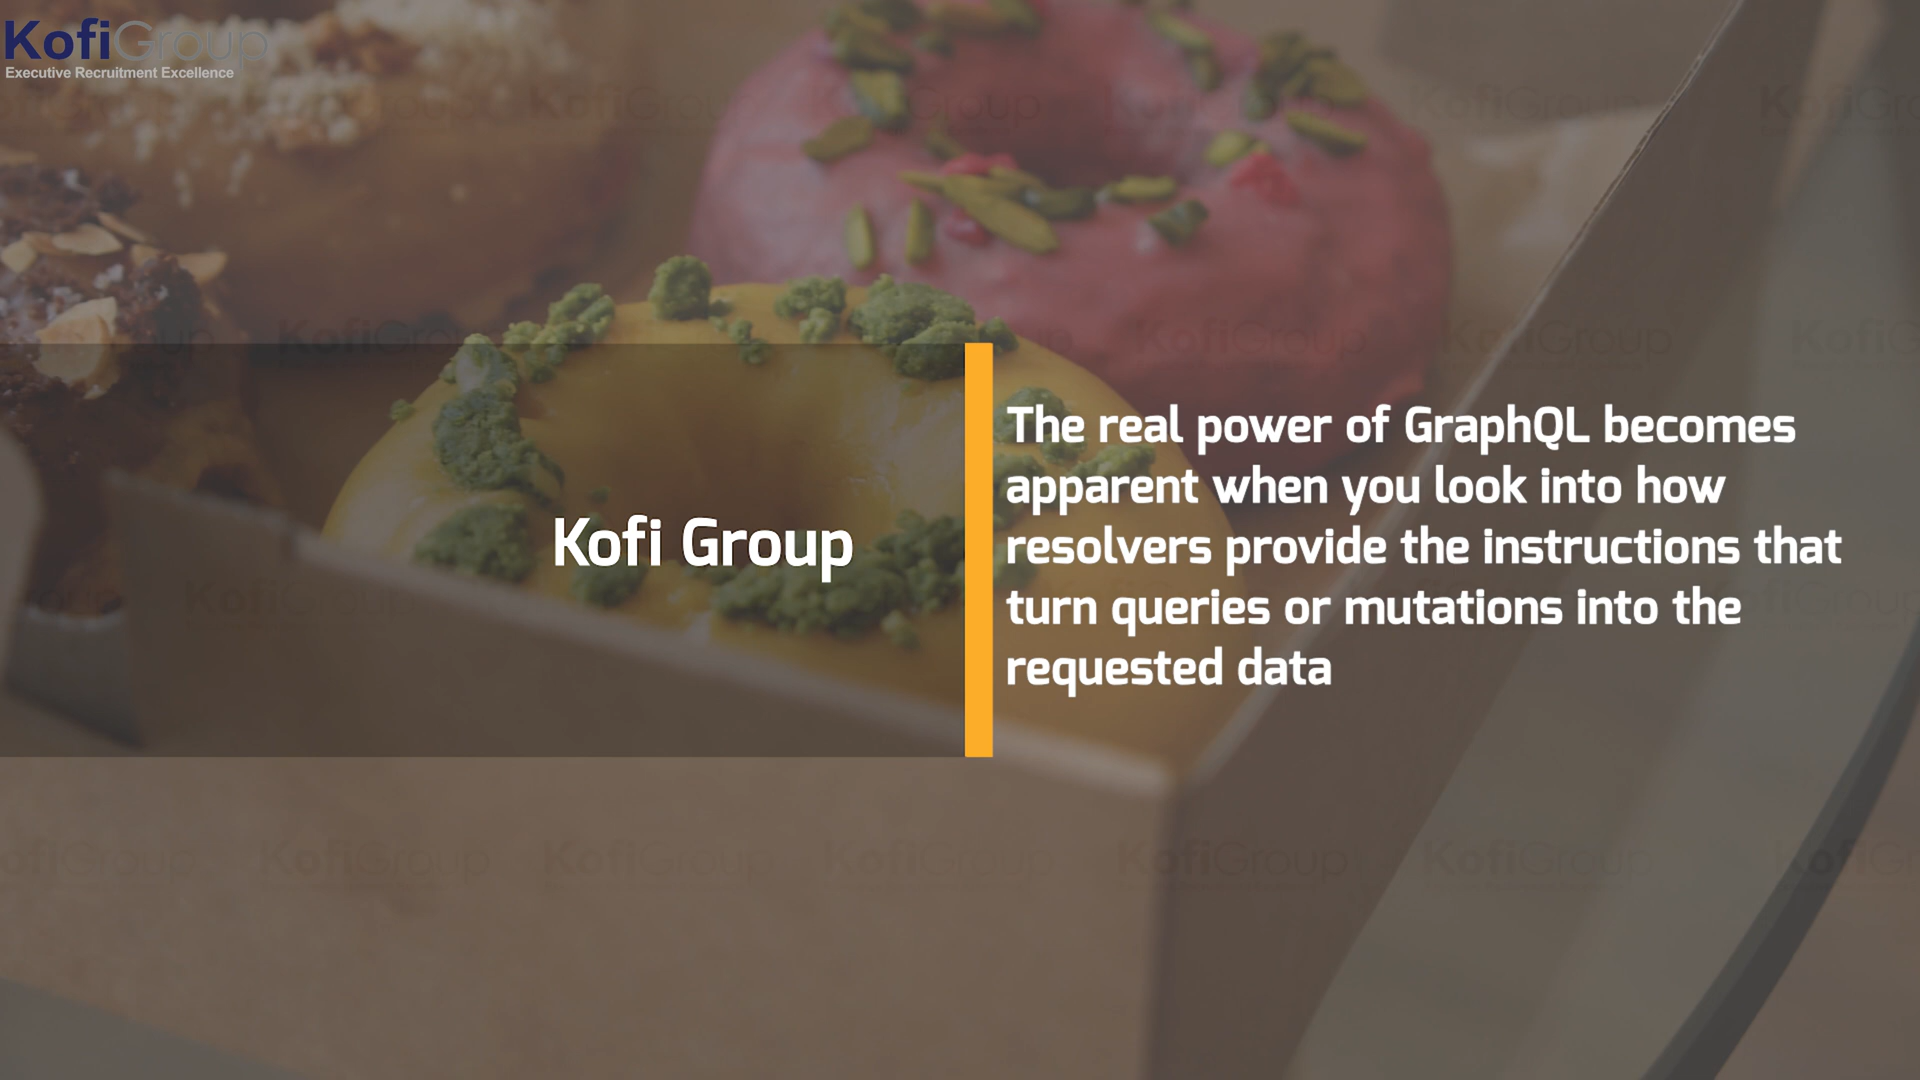 KofiGroup
Executive Recruitment Excellence
Kofi Group
The real power of GraphQL becomes
apparent when you look into how
resolvers provide the instructions that
turn queries or mutations into the
requested data